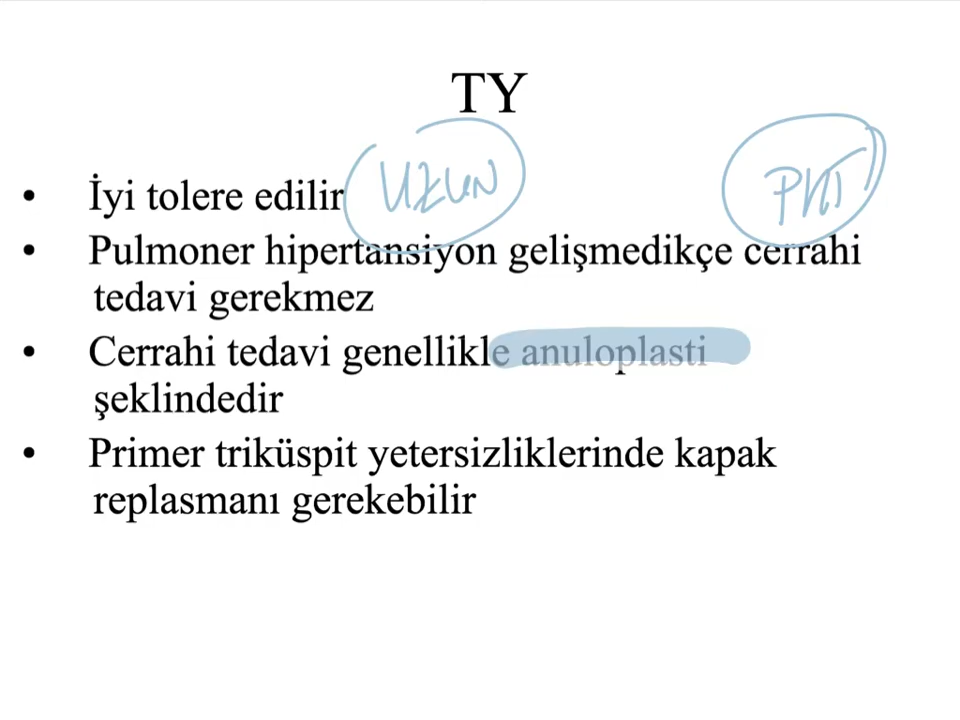 TY
• İyi tolere edilir UZUN
• Pulmoner hipertansiyon gelişmedikçe cerrahi
tedavi gerekmez
• Cerrahi tedavi genellikle anuloplasti
şeklindedir
• Primer triküspit yetersizliklerinde kapak
replasmanı gerekebilir